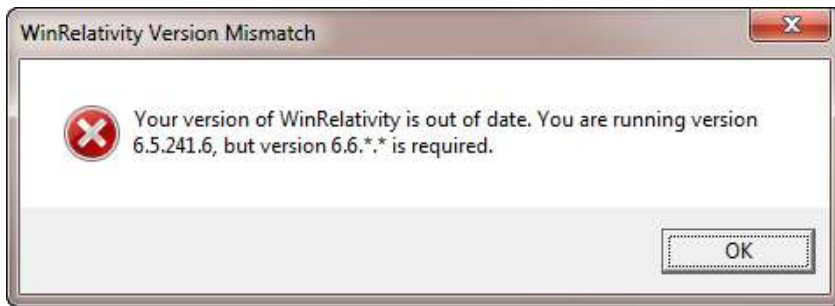 WinRelativity Version Mismatch
Your version of WinRelativity is out of date. You are running version
6.5.241.6, but version 6.6.*.* is required.
OK